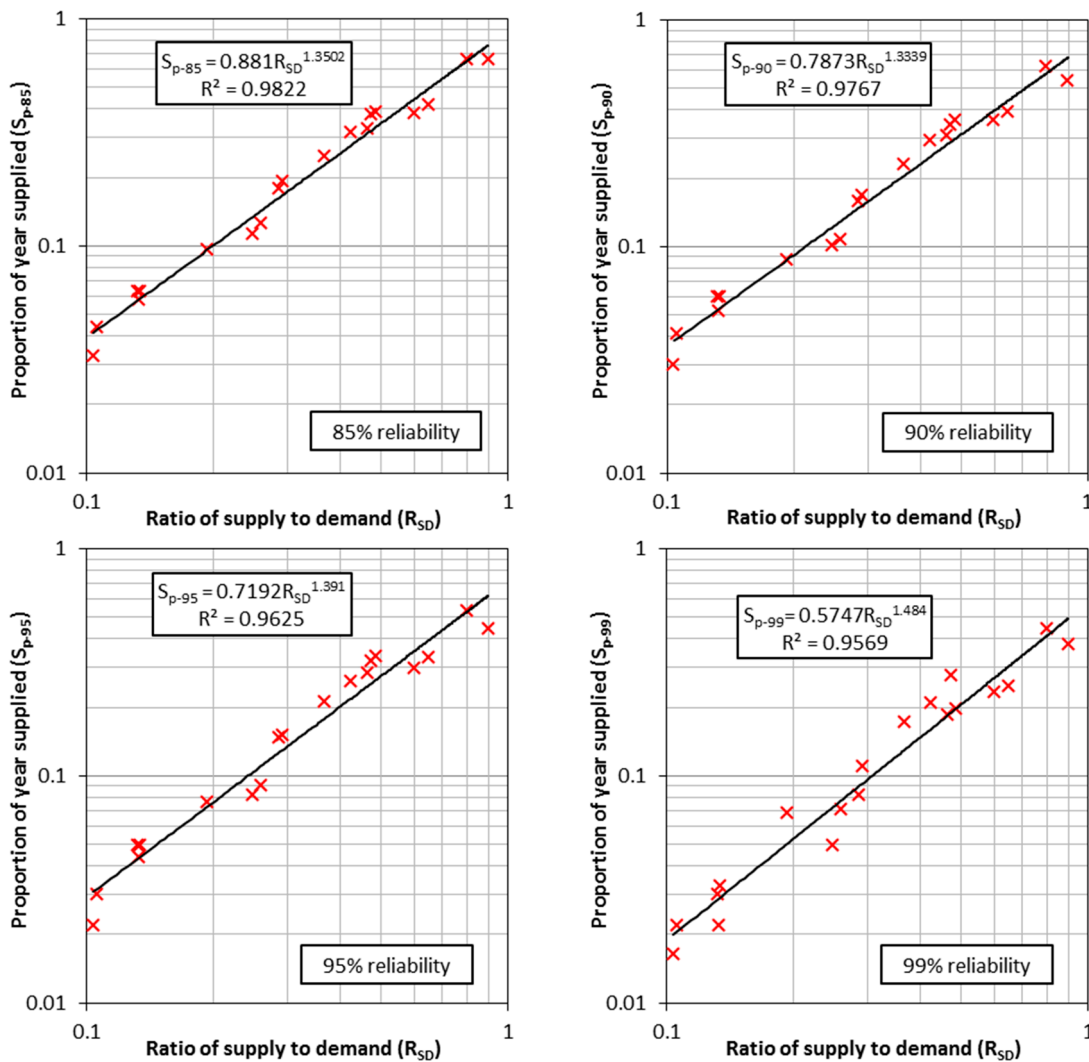 1
S_p-85 = 0.881R_SD^1.3502
R² = 0.9822
0.1
85% reliability
0.01
0.1
1
Proportion of year supplied (S_p-85)
Ratio of supply to demand (R_SD)
1
S_p-90 = 0.7873R_SD^1.3339
R² = 0.9767
0.1
90% reliability
0.01
0.1
1
Proportion of year supplied (S_p-90)
Ratio of supply to demand (R_SD)
1
S_p-95 = 0.7192R_SD^1.391
R² = 0.9625
0.1
95% reliability
0.01
0.1
1
Proportion of year supplied (S_p-95)
Ratio of supply to demand (R_SD)
1
S_p-99 = 0.5747R_SD^1.484
R² = 0.9569
0.1
99% reliability
0.01
0.1
1
Proportion of year supplied (S_p-99)
Ratio of supply to demand (R_SD)